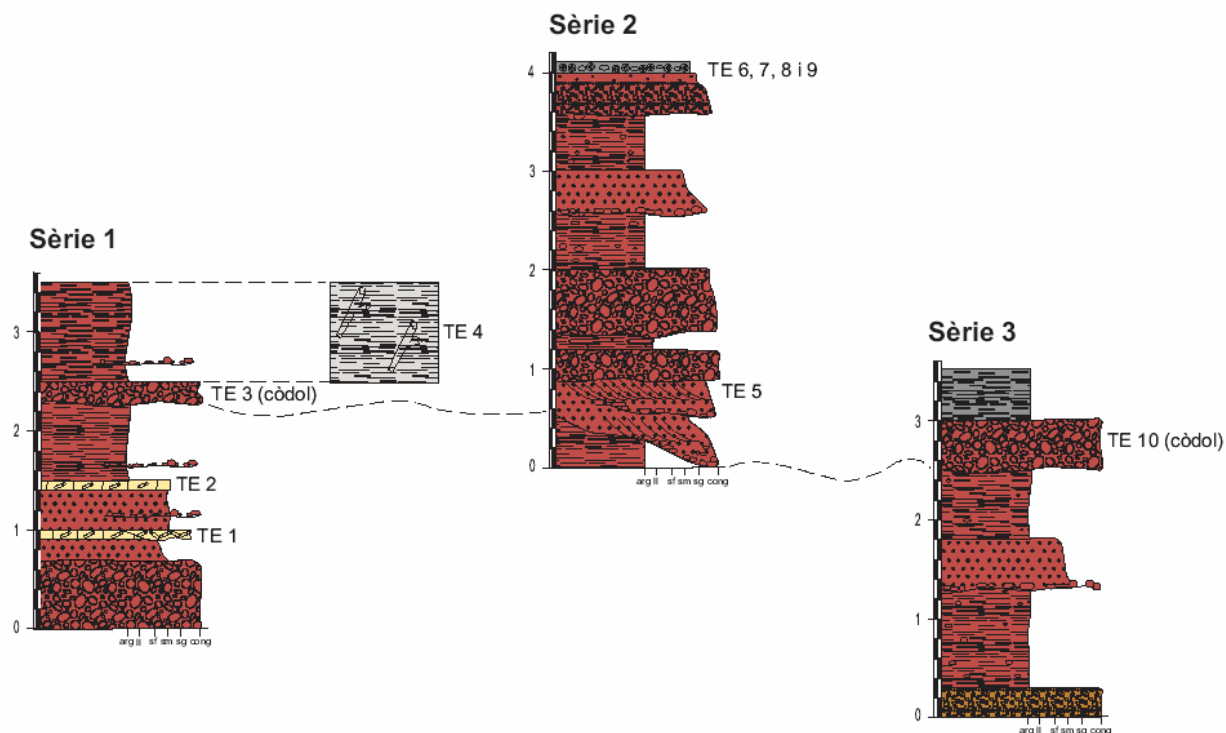 Sèrie 1
3
2
1
0
TE 4
TE 3 (còdol)
TE 2
TE 1
arg ll sf sm sg cong
Sèrie 2
4
3
2
1
0
TE 6, 7, 8 i 9
TE 5
arg ll sf sm sg cong
Sèrie 3
3
2
1
0
TE 10 (còdol)
arg ll sf sm sg cong